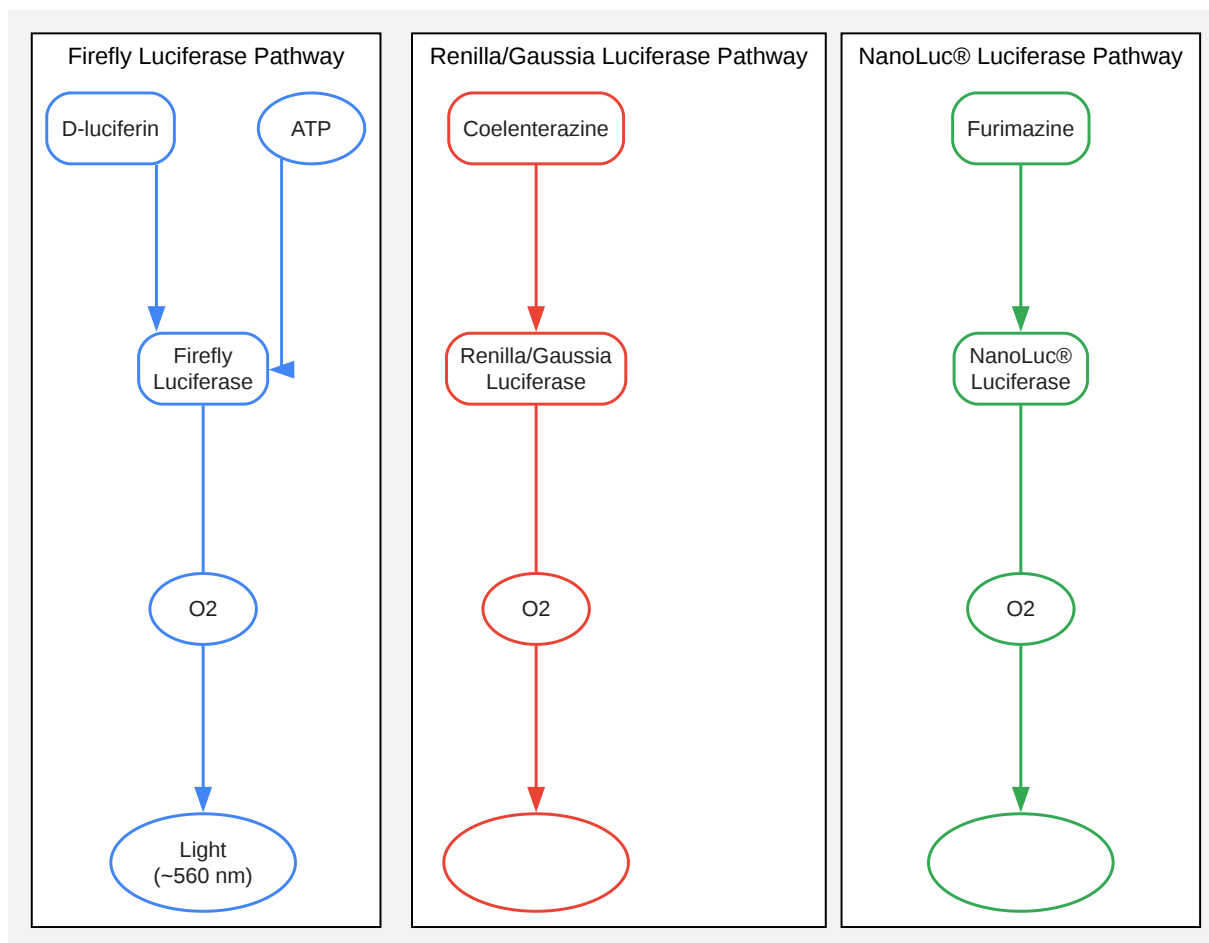 Firefly Luciferase Pathway
D-luciferin
ATP
Firefly
Luciferase
O2
Light
(~560 nm)
Renilla/Gaussia Luciferase Pathway
Coelenterazine
Renilla/Gaussia
Luciferase
O2
NanoLuc® Luciferase Pathway
Furimazine
NanoLuc®
Luciferase
O2